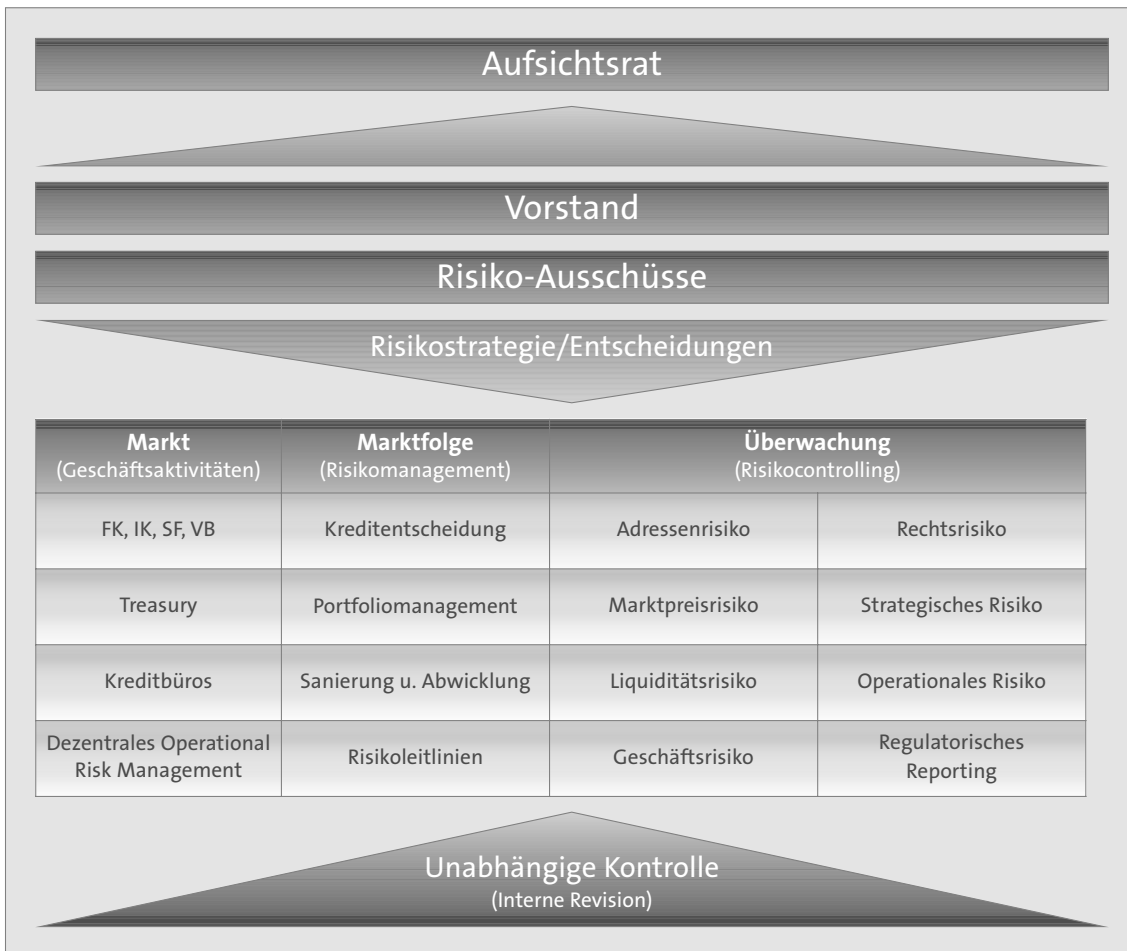 Aufsichtsrat
Vorstand
Risiko-Ausschüsse
Risikostrategie/Entscheidungen
Markt
(Geschäftsaktivitäten)
Marktfolge
(Risikomanagement)
Überwachung
(Risikocontrolling)
FK, IK, SF, VB
Kreditentscheidung
Adressenrisiko
Rechtsrisiko
Treasury
Portfoliomanagement
Marktpreisrisiko
Strategisches Risiko
Kreditbüros
Sanierung u. Abwicklung
Liquiditätsrisiko
Operationales Risiko
Dezentrales Operational
Risk Management
Risikoleitlinien
Geschäftsrisiko
Regulatorisches
Reporting
Unabhängige Kontrolle
(Interne Revision)